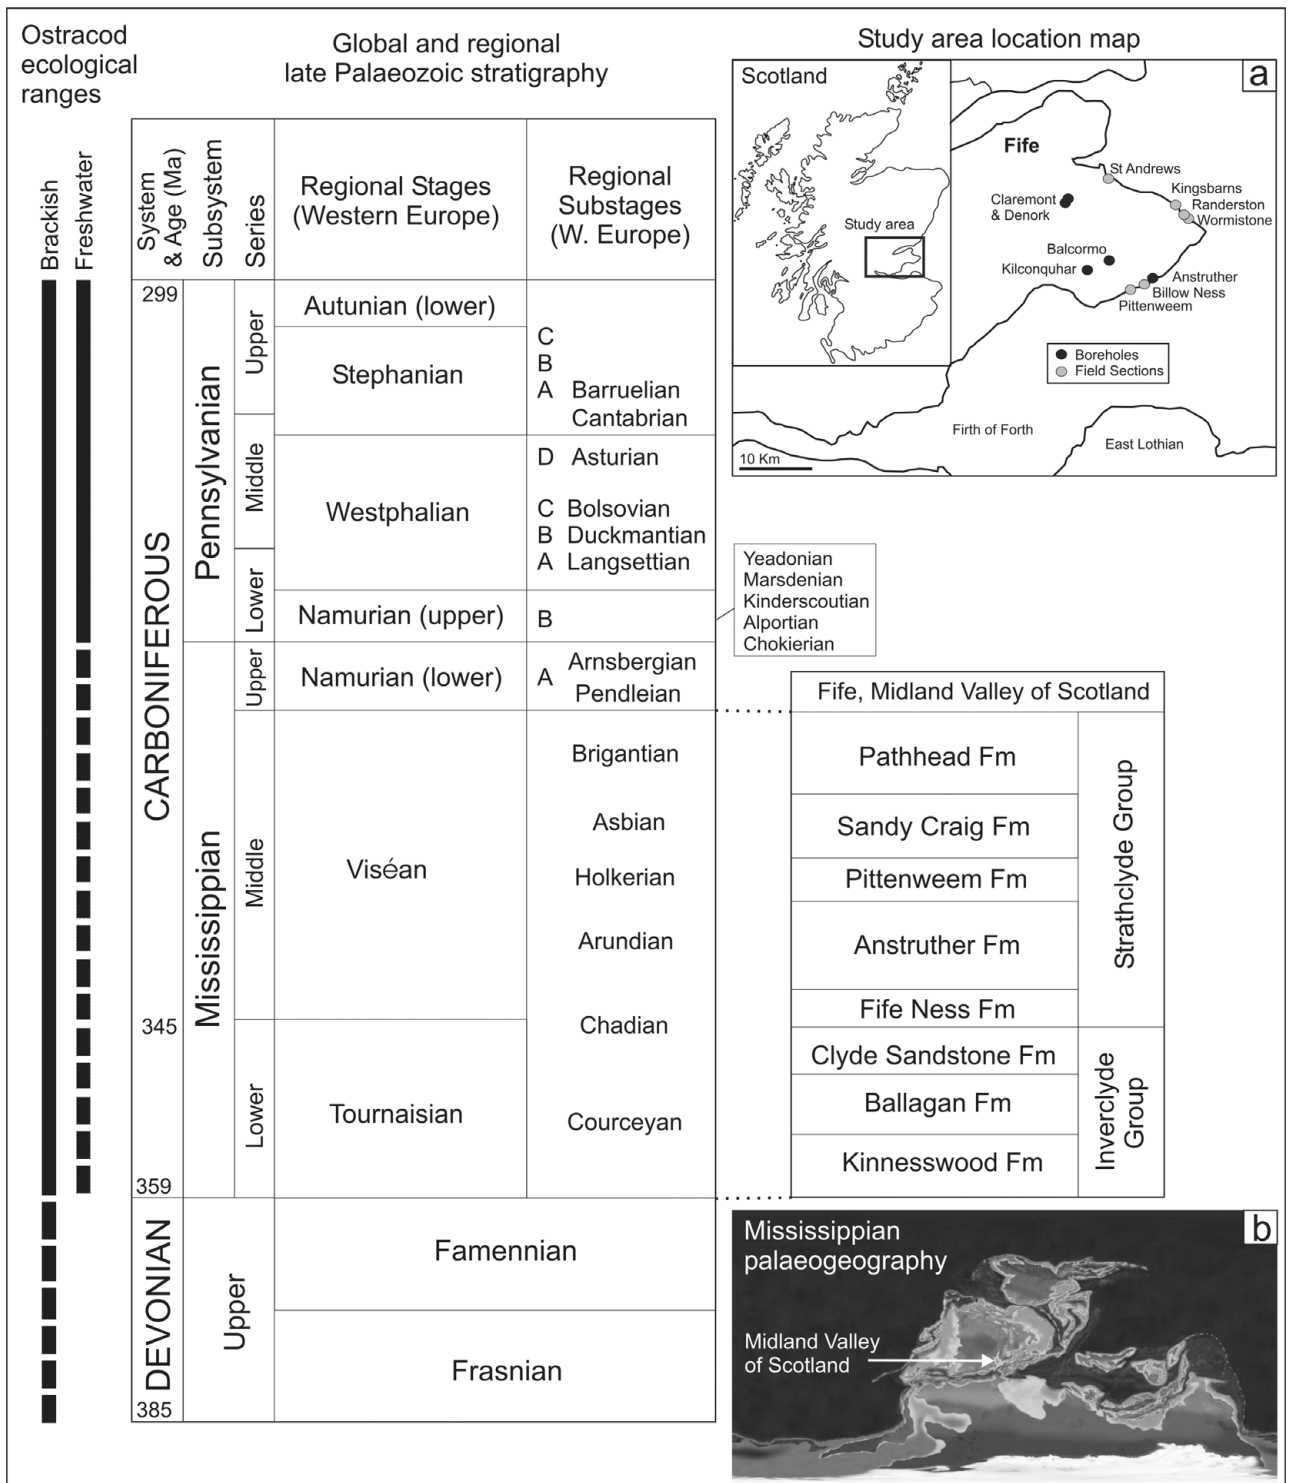 Ostracod
ecological
ranges
Global and regional
late Palaeozoic stratigraphy
Study area location map
Brackish
Freshwater
System
& Age (Ma)
Subsystem
Series
Regional Stages
(Western Europe)
Regional
Substages
(W. Europe)
299
345
359
385
CARBONIFEROUS
DEVONIAN
Pennsylvanian
Mississippian
Upper
Upper
Middle
Lower
Upper
Middle
Lower
Autunian (lower)
Stephanian
Westphalian
Namurian (upper)
Namurian (lower)
Viséan
Tournaisian
Famennian
Frasnian
C
B
A Barruelian
Cantabrian
D Asturian
C Bolsovian
B Duckmantian
A Langsettian
B
A Arnsbergian
Pendleian
Brigantian
Asbian
Holkerian
Arundian
Chadian
Courceyan
Yeadonian
Marsdenian
Kinderscoutian
Alportian
Chokierian
Fife, Midland Valley of Scotland
Pathhead Fm
Sandy Craig Fm
Pittenweem Fm
Anstruther Fm
Fife Ness Fm
Clyde Sandstone Fm
Ballagan Fm
Kinnesswood Fm
Strathclyde Group
Inverclyde
Group
Scotland
a
Study area
Fife
St Andrews
Kingsbarns
Randerston
Wormistone
Claremont
& Denork
Balcormo
Kilconquhar
Anstruther
Billow Ness
Pittenweem
Boreholes
Field Sections
Firth of Forth
East Lothian
10 Km
Mississippian
palaeogeography
b
Midland Valley
of Scotland